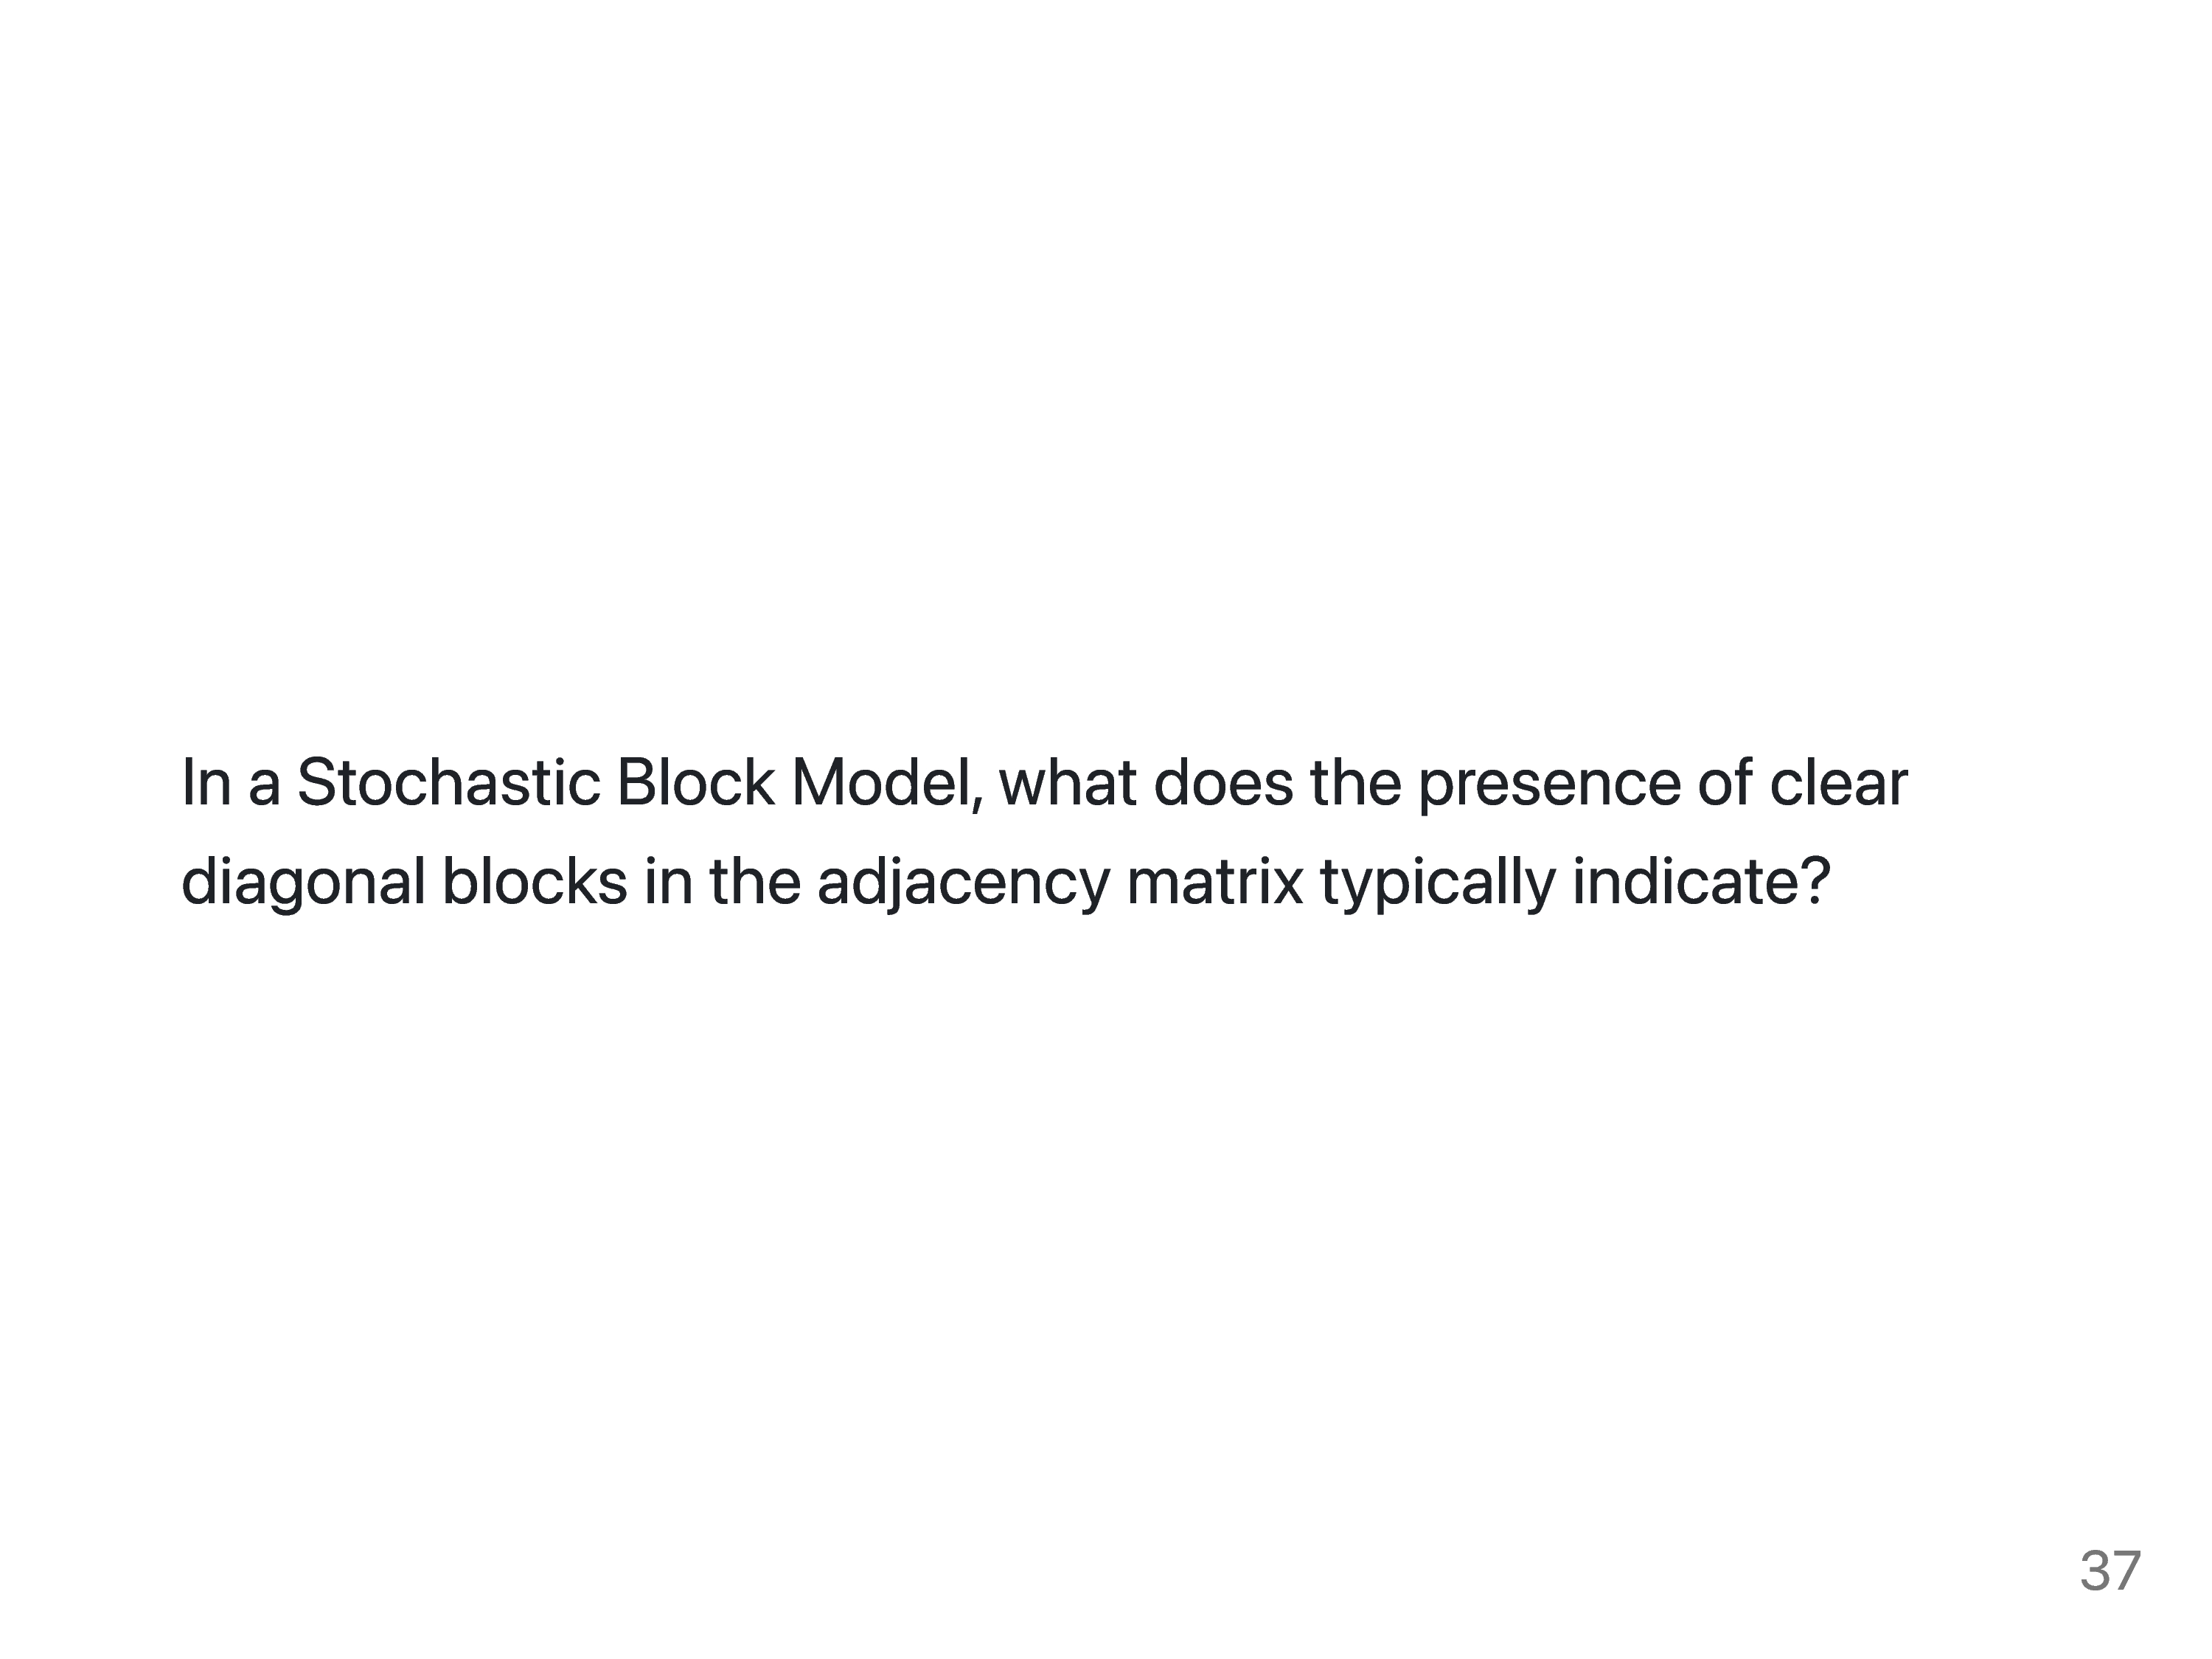 In a Stochastic Block Model, what does the presence of clear
diagonal blocks in the adjacency matrix typically indicate?
37